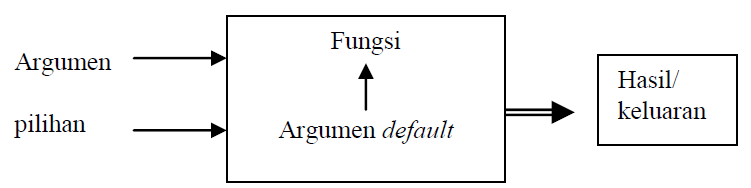 Argumen
pilihan
Fungsi
Argumen default
Hasil/
keluaran